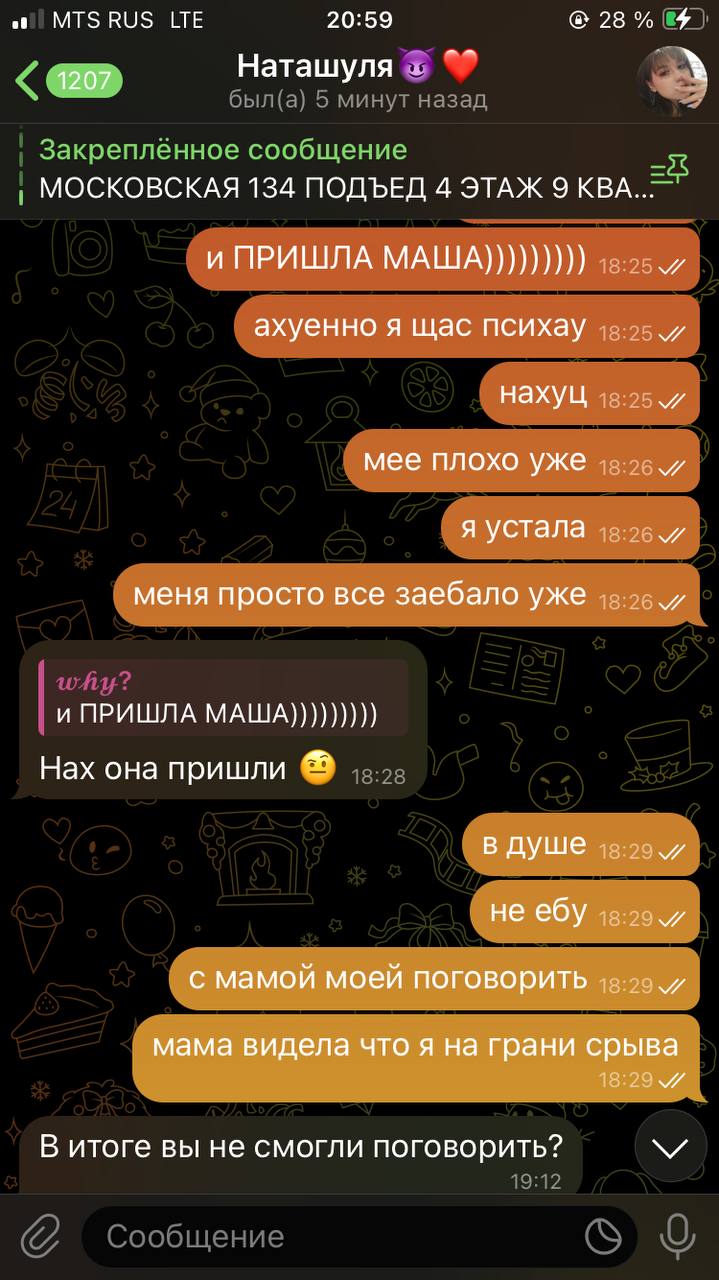 MTS RUS LTE 20:59 28 %
1207 Наташуля😈❤️
был(а) 5 минут назад
Закреплённое сообщение
МОСКОВСКАЯ 134 ПОДЪЕД 4 ЭТАЖ 9 КВА...
и ПРИШЛА МАША))))))))) 18:25
ахуенно я щас психау 18:25
нахуц 18:25
мее плохо уже 18:26
я устала 18:26
меня просто все заебало уже 18:26
𝔀𝓱𝔂?
и ПРИШЛА МАША)))))))))
Нах она пришли 🤨 18:28
в душе 18:29
не ебу 18:29
с мамой моей поговорить 18:29
мама видела что я на грани срыва
18:29
В итоге вы не смогли поговорить?
19:12
Сообщение
24